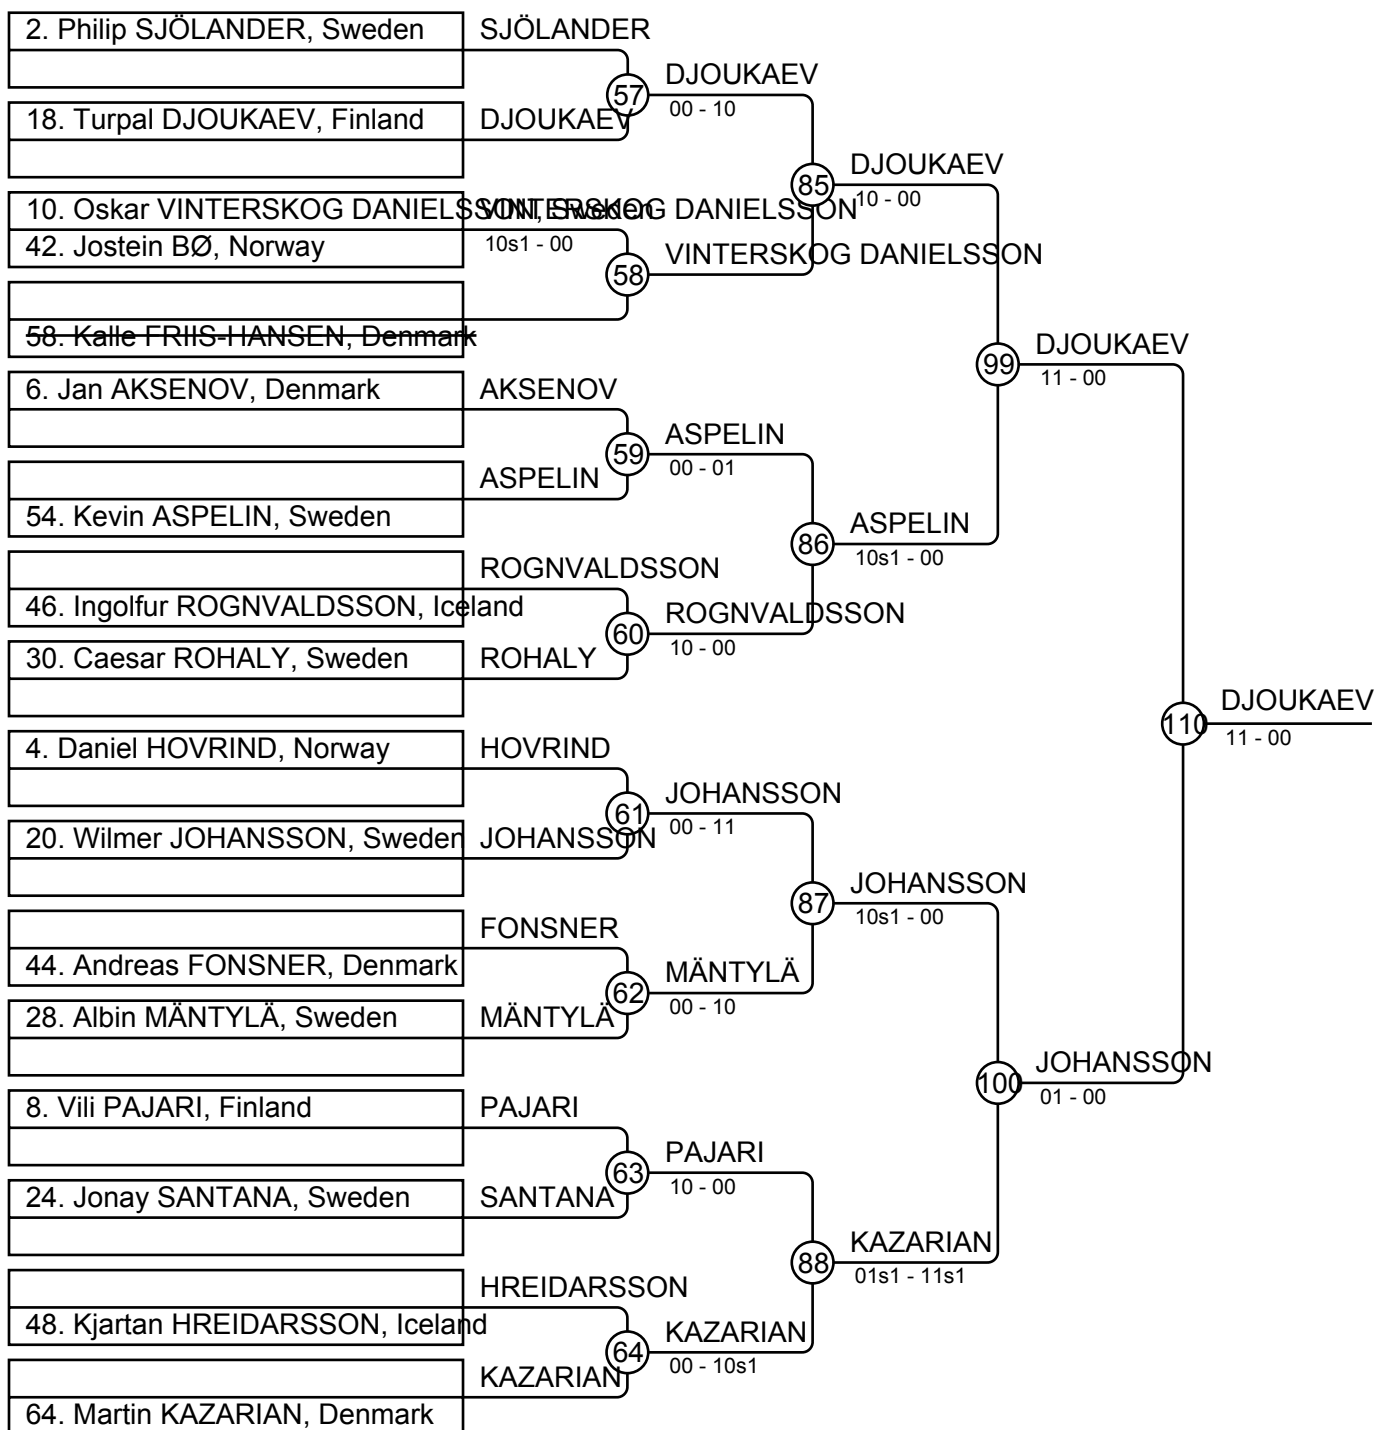 2. Philip SJÖLANDER, Sweden
SJÖLANDER
57
DJOUKAEV
00 - 10
18. Turpal DJOUKAEV, Finland
DJOUKAEV
85
DJOUKAEV
10 - 00
10. Oskar VINTERSKOG DANIELSSON, Sweden
VINTERSKOG DANIELSSON
10s1 - 00
42. Jostein BØ, Norway
58
VINTERSKOG DANIELSSON
58. Kalle FRIIS-HANSEN, Denmark
99
DJOUKAEV
11 - 00
6. Jan AKSENOV, Denmark
AKSENOV
59
ASPELIN
00 - 01
ASPELIN
54. Kevin ASPELIN, Sweden
86
ASPELIN
10s1 - 00
ROGNVALDSSON
46. Ingolfur ROGNVALDSSON, Iceland
60
ROGNVALDSSON
10 - 00
30. Caesar ROHALY, Sweden
ROHALY
110
DJOUKAEV
11 - 00
4. Daniel HOVRIND, Norway
HOVRIND
61
JOHANSSON
00 - 11
20. Wilmer JOHANSSON, Sweden
JOHANSSON
87
JOHANSSON
10s1 - 00
FONSNER
44. Andreas FONSNER, Denmark
62
MÄNTYLÄ
00 - 10
28. Albin MÄNTYLÄ, Sweden
MÄNTYLÄ
100
JOHANSSON
01 - 00
8. Vili PAJARI, Finland
PAJARI
63
PAJARI
10 - 00
24. Jonay SANTANA, Sweden
SANTANA
88
KAZARIAN
01s1 - 11s1
HREIDARSSON
48. Kjartan HREIDARSSON, Iceland
64
KAZARIAN
00 - 10s1
KAZARIAN
64. Martin KAZARIAN, Denmark